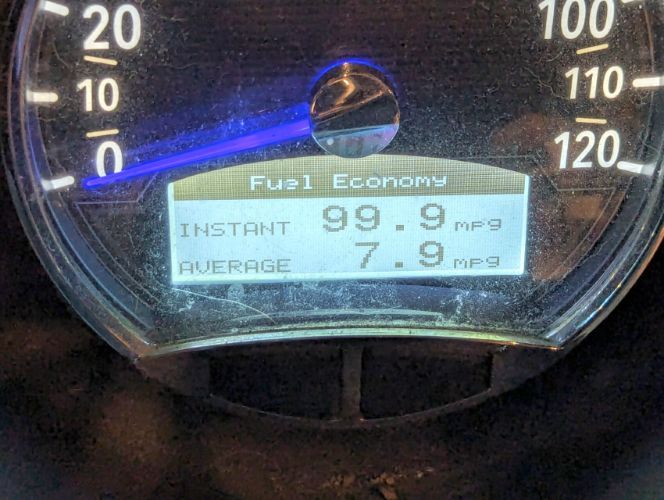 20
10
0
100
110
120
Fuel Economy
INSTANT 99.9 mpg
AVERAGE 7.9 mpg